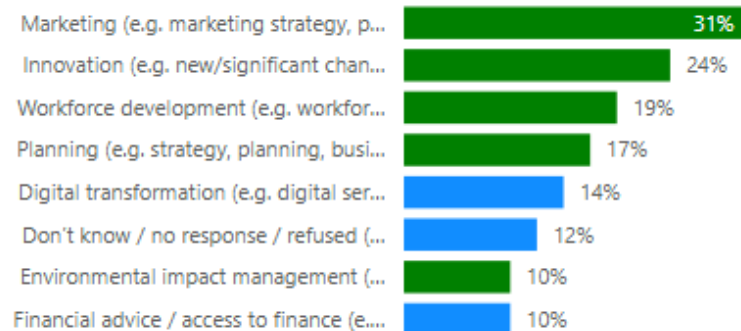 Marketing (e.g. marketing strategy, p... 31%
Innovation (e.g. new/significant chan... 24%
Workforce development (e.g. workfor... 19%
Planning (e.g. strategy, planning, busi... 17%
Digital transformation (e.g. digital ser... 14%
Don't know / no response / refused (... 12%
Environmental impact management (... 10%
Financial advice / access to finance (e.... 10%